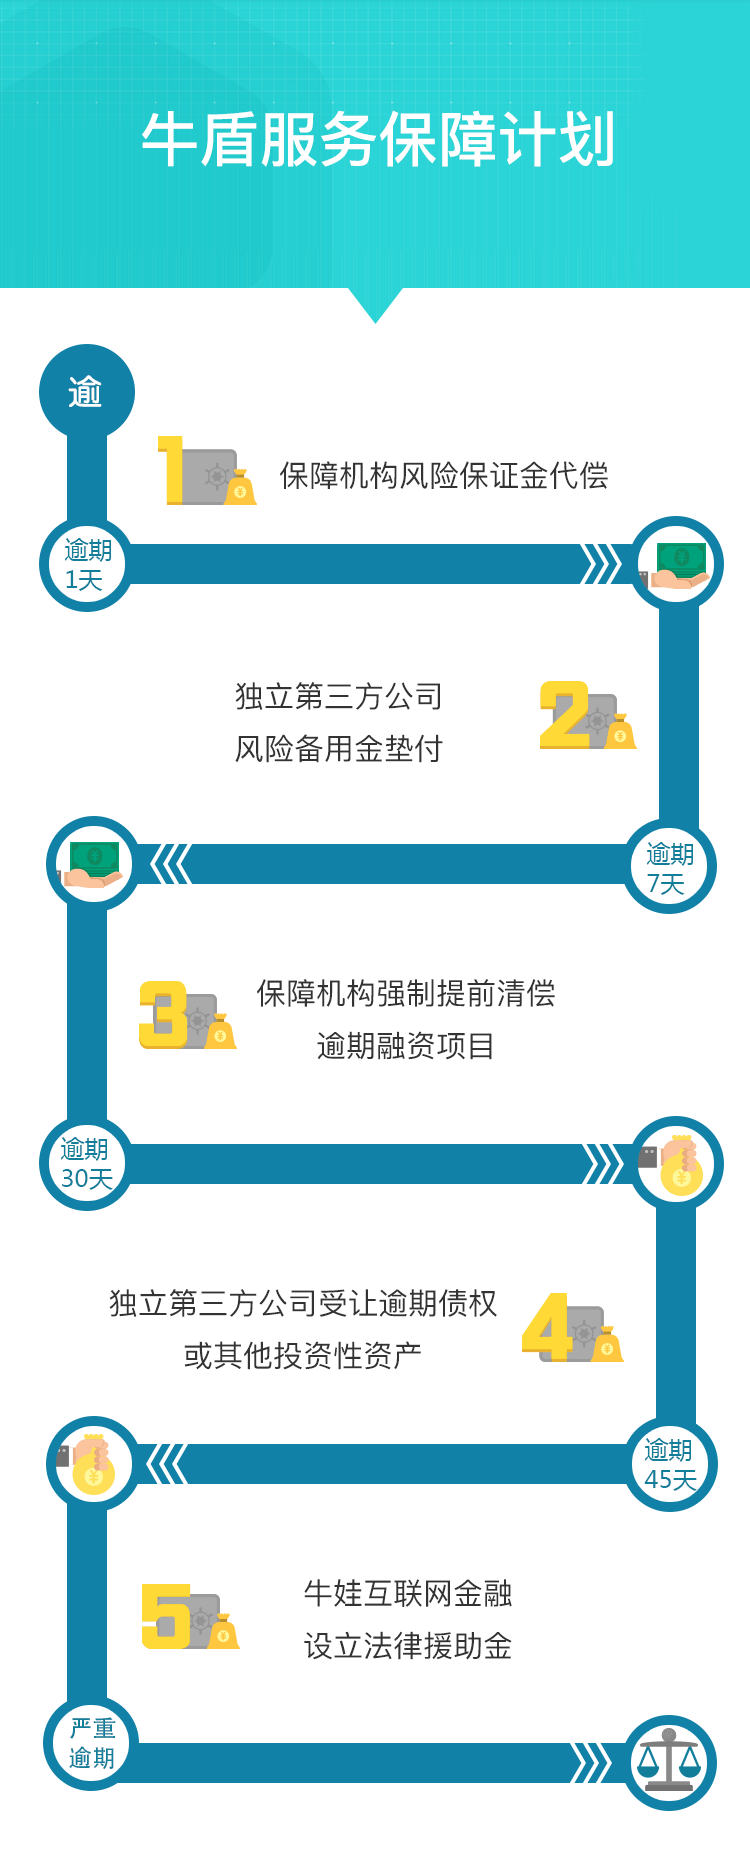 牛盾服务保障计划
逾
1
保障机构风险保证金代偿
逾期
1天
独立第三方公司
风险备用金垫付
2
逾期
7天
3
保障机构强制提前清偿
逾期融资项目
逾期
30天
独立第三方公司受让逾期债权
或其他投资性资产
4
逾期
45天
5
牛娃互联网金融
设立法律援助金
严重
逾期